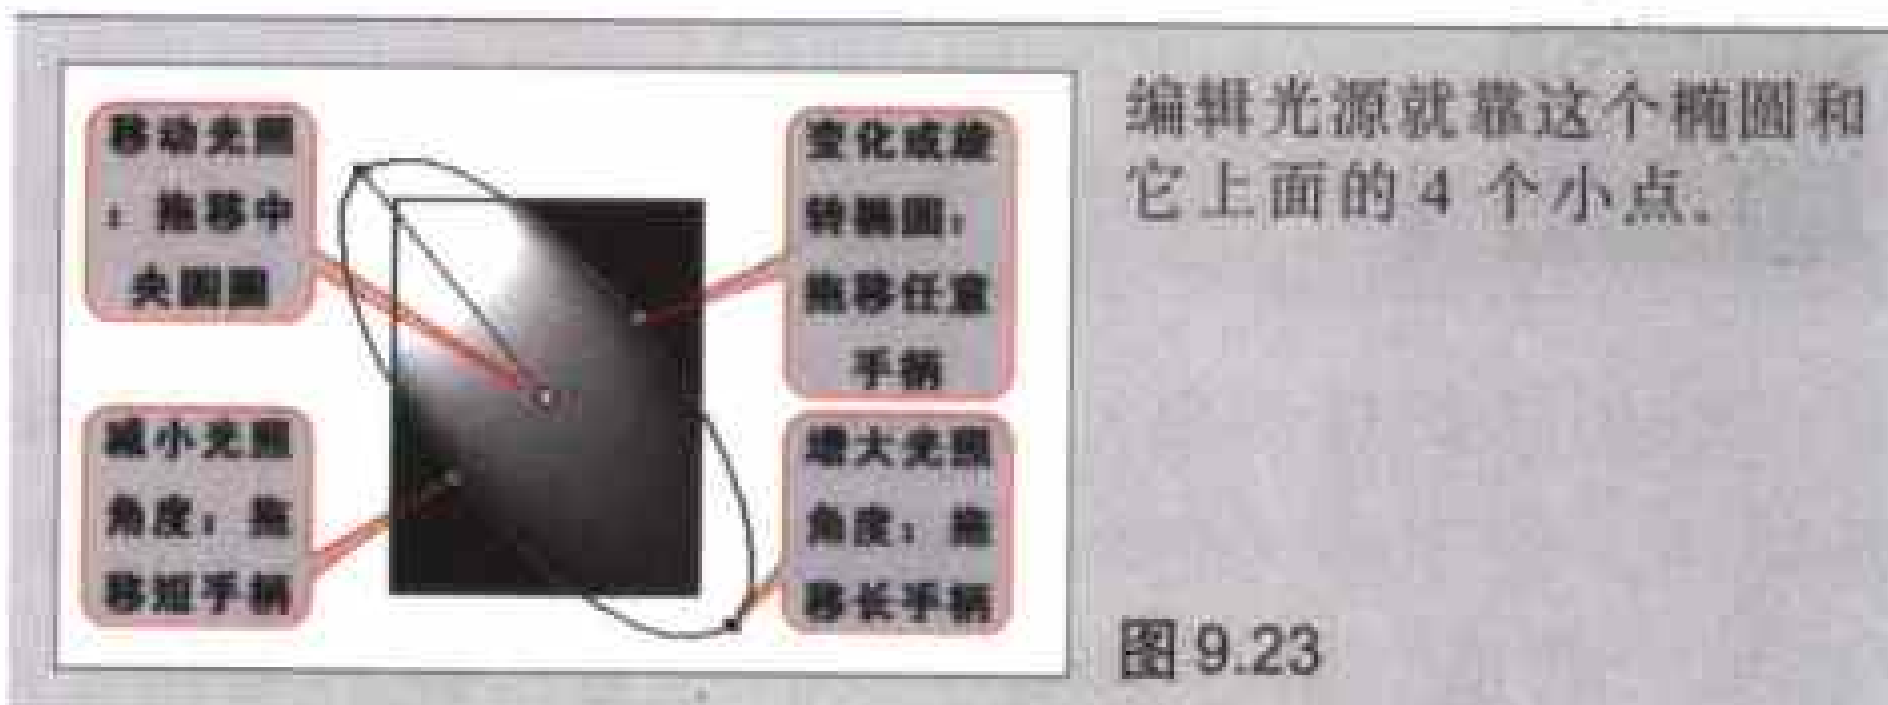 移动光照
：拖移中
央圆圈
变化或旋
转椭圆：
拖移任意
手柄
减小光照
角度：拖
移短手柄
增大光照
角度：拖
移长手柄
编辑光源就靠这个椭圆和
它上面的 4 个小点。
图 9.23